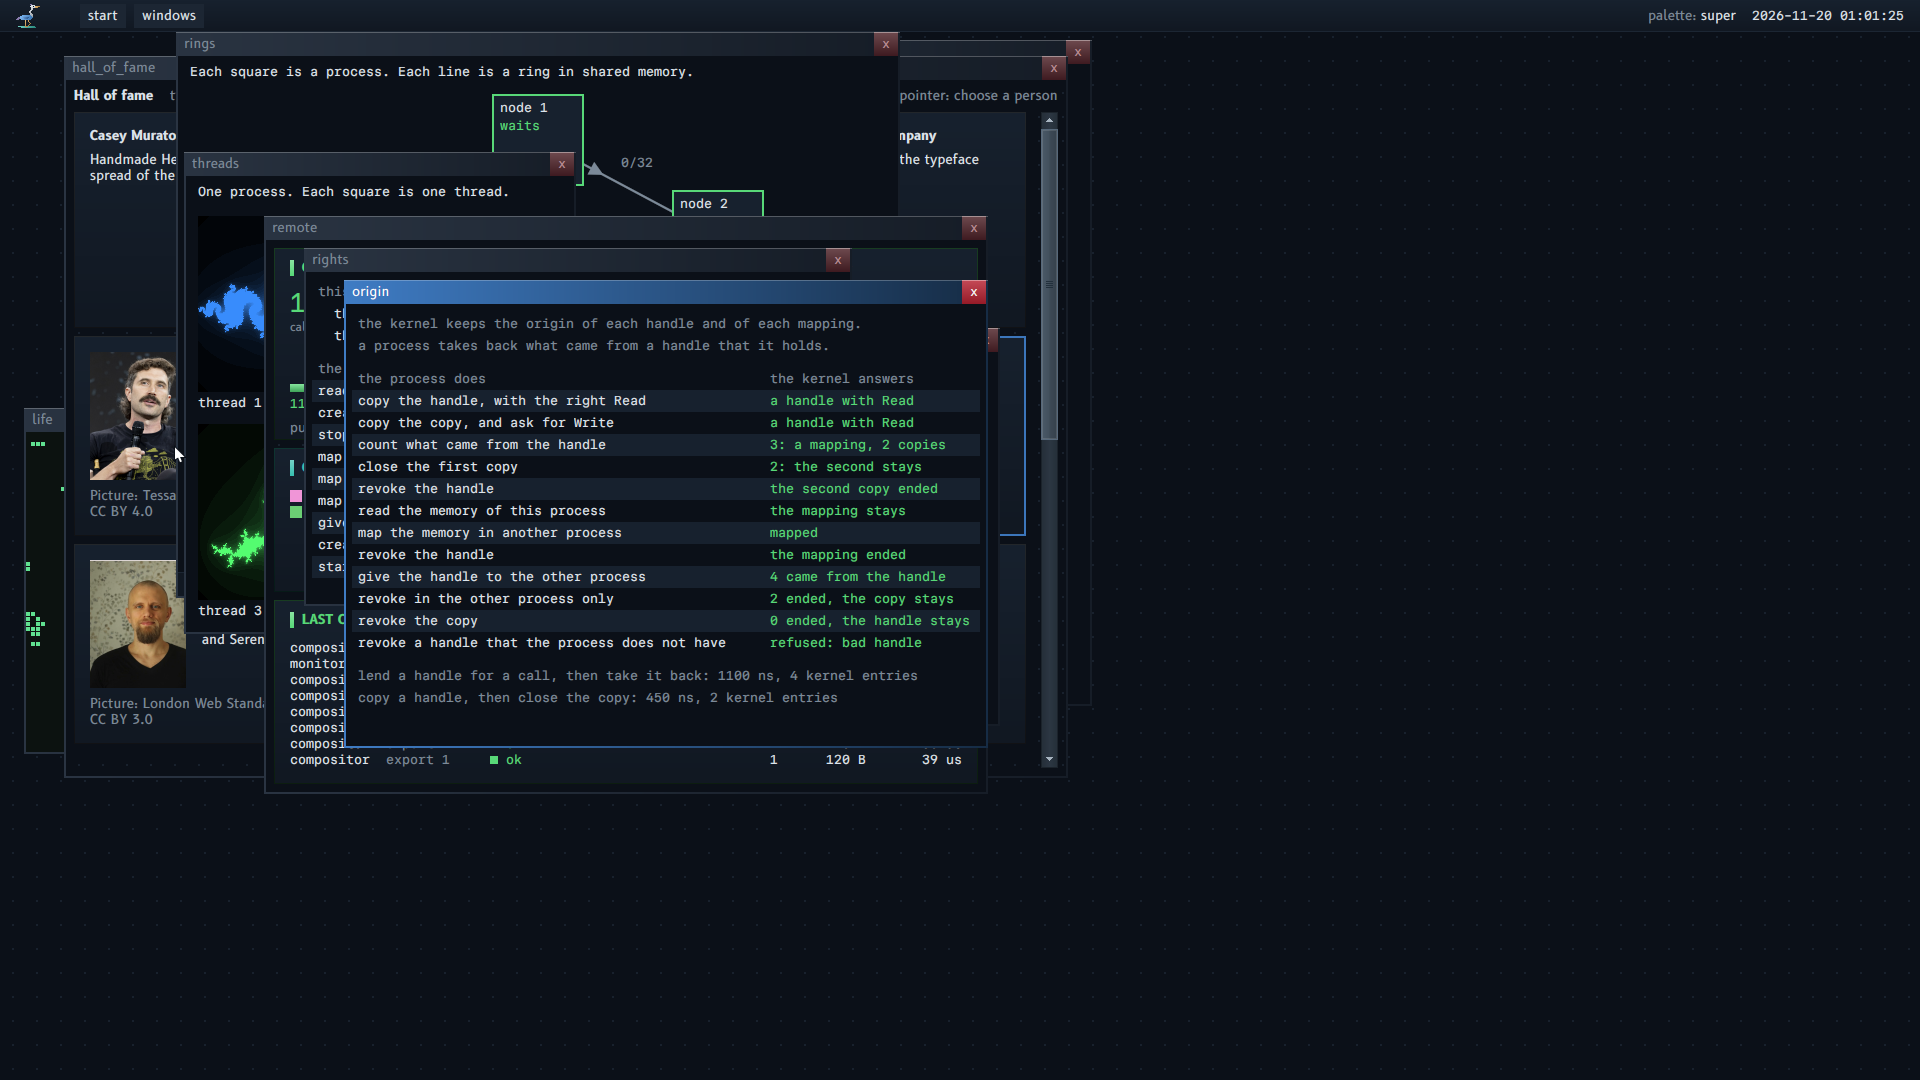 start windows
palette: super 2026-11-20 01:01:25
rings x
x
Each square is a process. Each line is a ring in shared memory.
node 1
waits
0/32
node 2
hall_of_fame
x
Hall of fame
pointer: choose a person
Casey Murato
Handmade He
spread of the
the typeface
Picture: Tessa
CC BY 4.0
and Seren
Picture: London Web Standa
CC BY 3.0
life
threads x
One process. Each square is one thread.
thread 1
thread 3
remote x
LAST C
composi
monitor
composi
composi
composi
composi
composi
compositor export 1 ok 1 120 B 39 us
rights x
the
map
map
map
origin x
the kernel keeps the origin of each handle and of each mapping.
a process takes back what came from a handle that it holds.
the process does the kernel answers
copy the handle, with the right Read a handle with Read
copy the copy, and ask for Write a handle with Read
count what came from the handle 3: a mapping, 2 copies
close the first copy 2: the second stays
revoke the handle the second copy ended
read the memory of this process the mapping stays
map the memory in another process mapped
revoke the handle the mapping ended
give the handle to the other process 4 came from the handle
revoke in the other process only 2 ended, the copy stays
revoke the copy 0 ended, the handle stays
revoke a handle that the process does not have refused: bad handle
lend a handle for a call, then take it back: 1100 ns, 4 kernel entries
copy a handle, then close the copy: 450 ns, 2 kernel entries